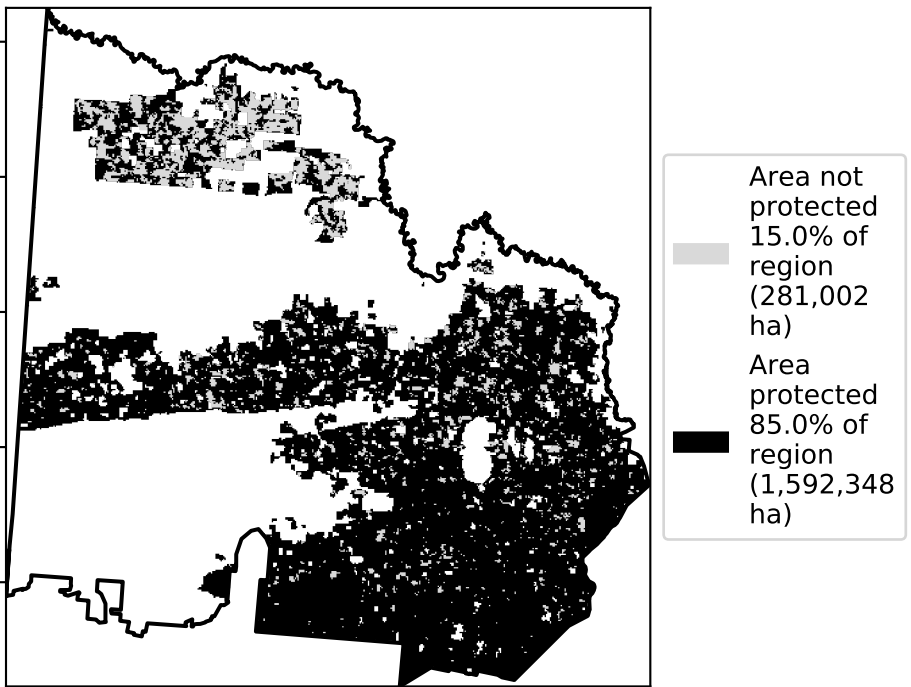 Area not
protected
15.0% of
region
(281,002
ha)
Area
protected
85.0% of
region
(1,592,348
ha)